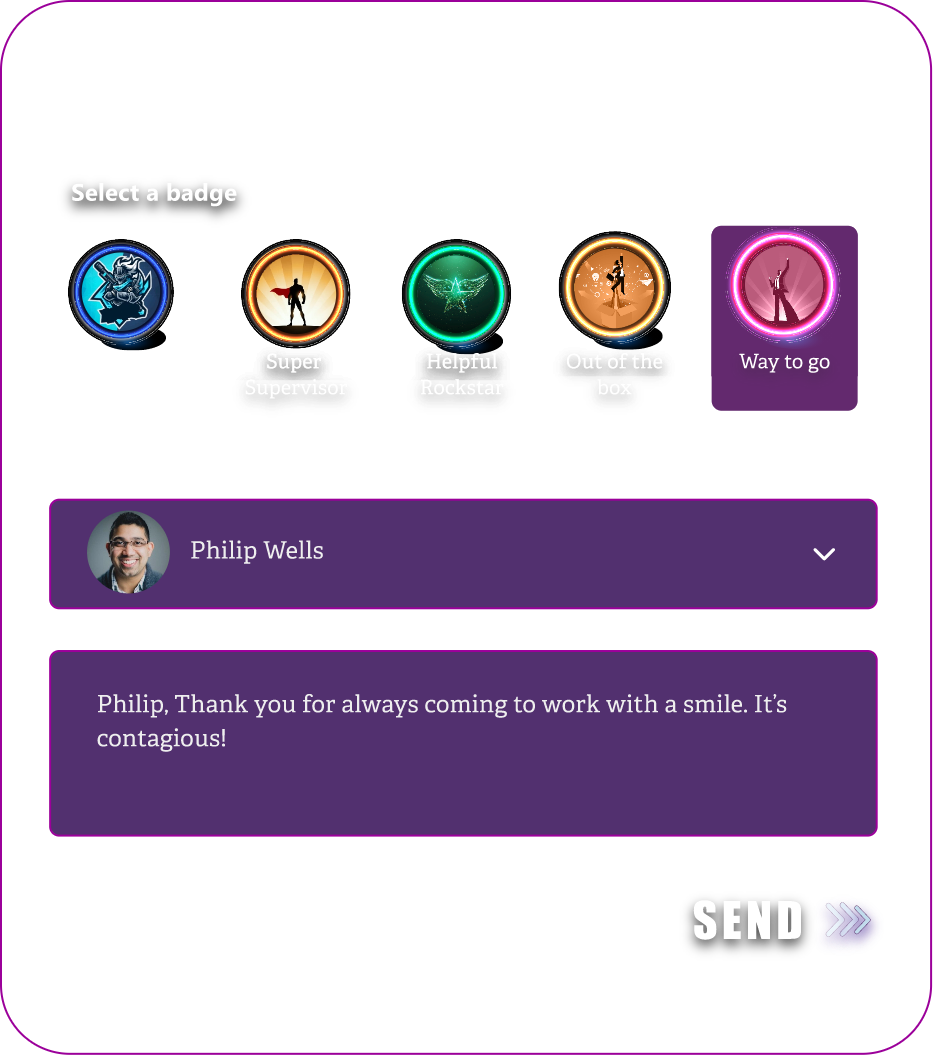 Select a badge
Super
Supervisor
Helpful
Rockstar
Out of the
box
Way to go
Philip Wells
Philip, Thank you for always coming to work with a smile. It’s
contagious!
SEND